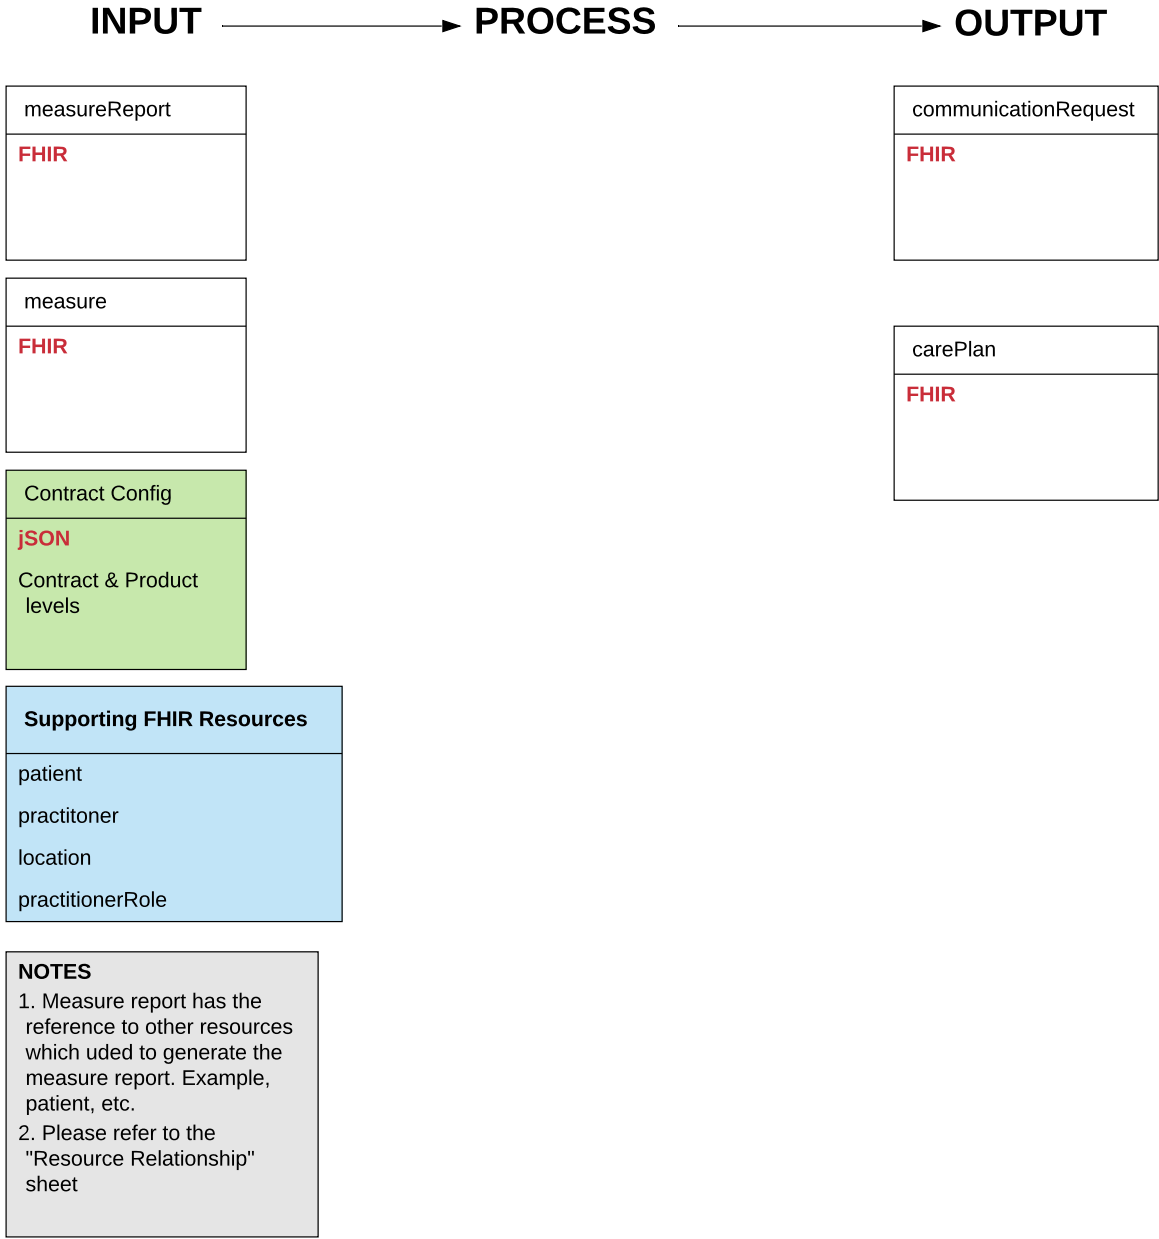 INPUT
PROCESS
OUTPUT
measureReport
FHIR
measure
FHIR
Contract Config
jSON
Contract & Product
levels
Supporting FHIR Resources
patient
practitoner
location
practitionerRole
NOTES
1. Measure report has the
reference to other resources
which uded to generate the
measure report. Example,
patient, etc.
2. Please refer to the
"Resource Relationship"
sheet
communicationRequest
FHIR
carePlan
FHIR